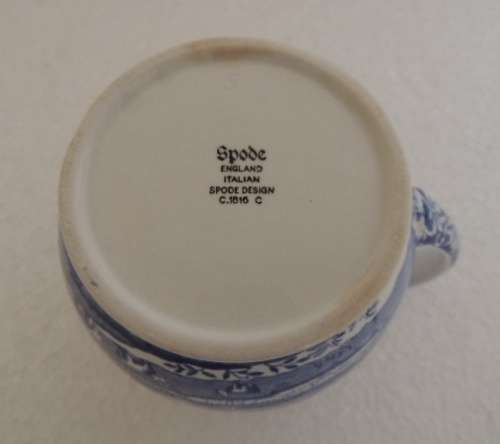 Spode
ENGLAND
ITALIAN
SPODE DESIGN
C.1816 C